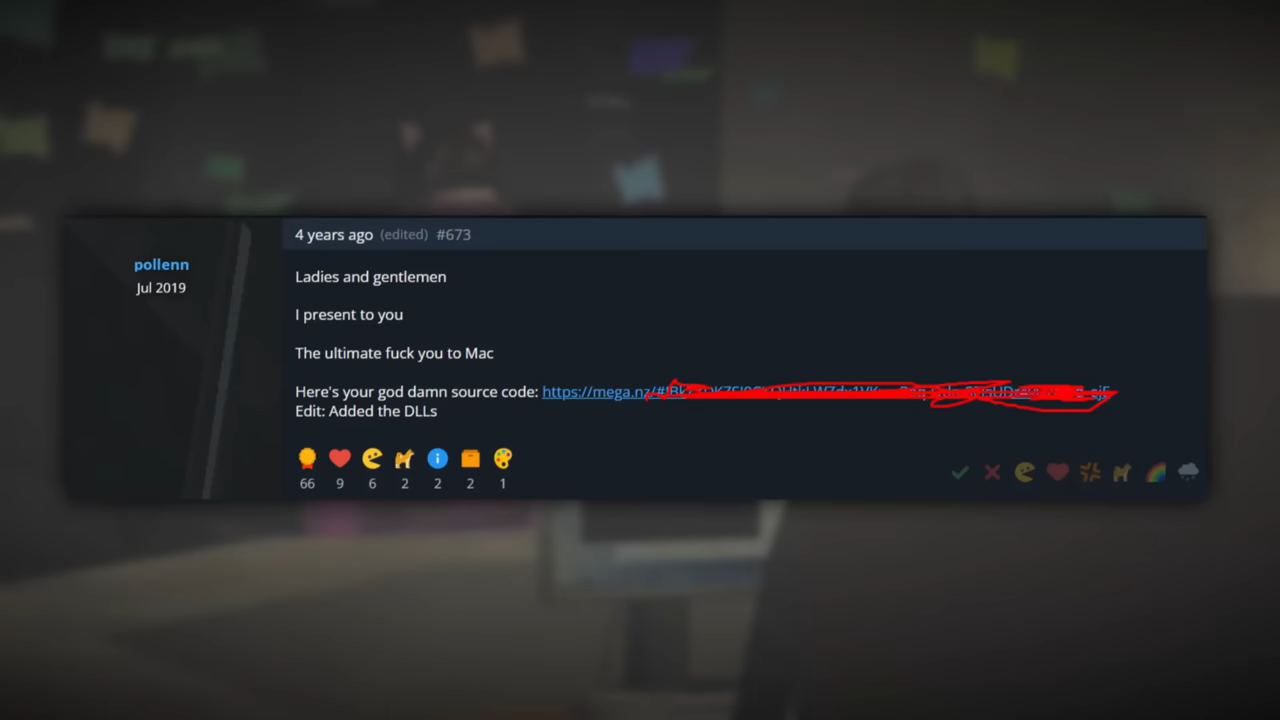 4 years ago (edited) #673
pollenn
Jul 2019
Ladies and gentlemen
I present to you
The ultimate fuck you to Mac
Here's your god damn source code: https://mega.nz/#!
Edit: Added the DLLs
66 9 6 2 2 2 1